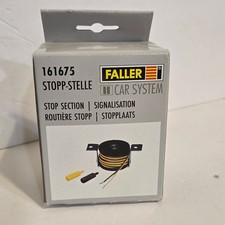 161675
STOPP-STELLE
FALLER
CAR SYSTEM
STOP SECTION | SIGNALISATION
ROUTIÈRE STOPP | STOPPLAATS